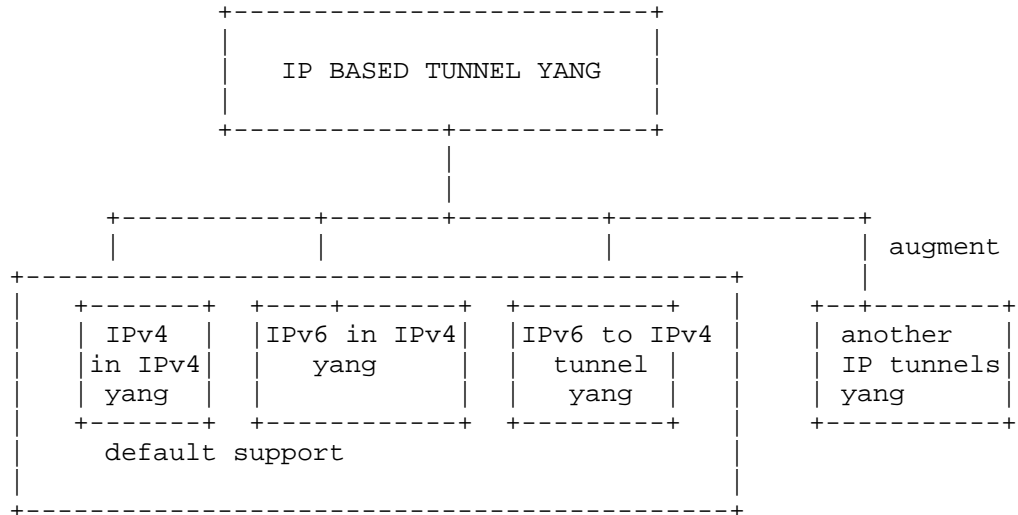 IP BASED TUNNEL YANG
augment
IPv4
in IPv4
yang
IPv6 in IPv4
yang
IPv6 to IPv4
tunnel
yang
another
IP tunnels
yang
default support